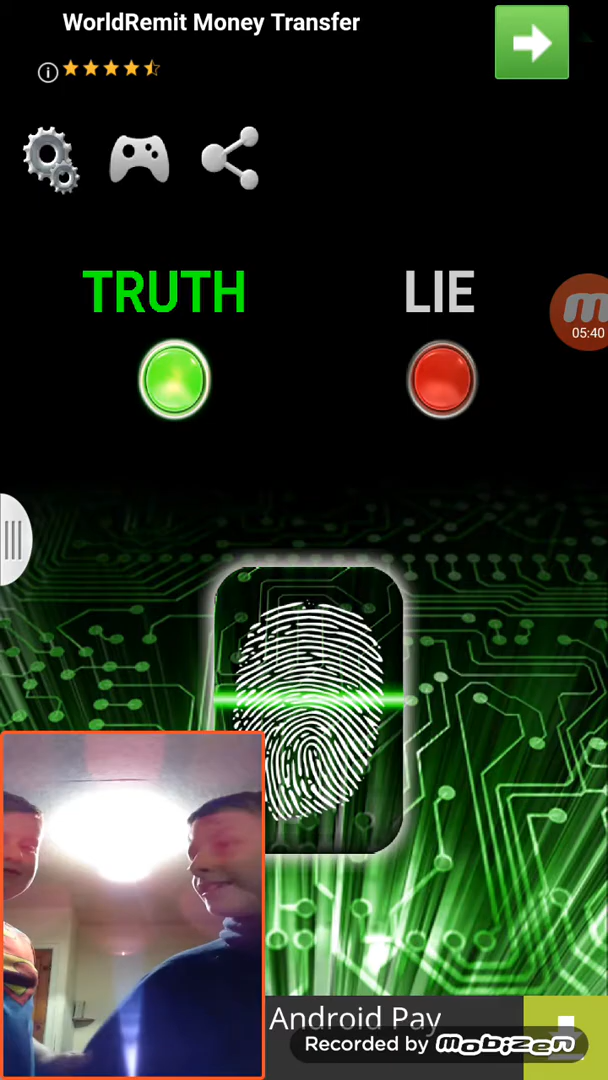 WorldRemit Money Transfer
TRUTH
LIE
05:40
Android Pay
Recorded by mobizen